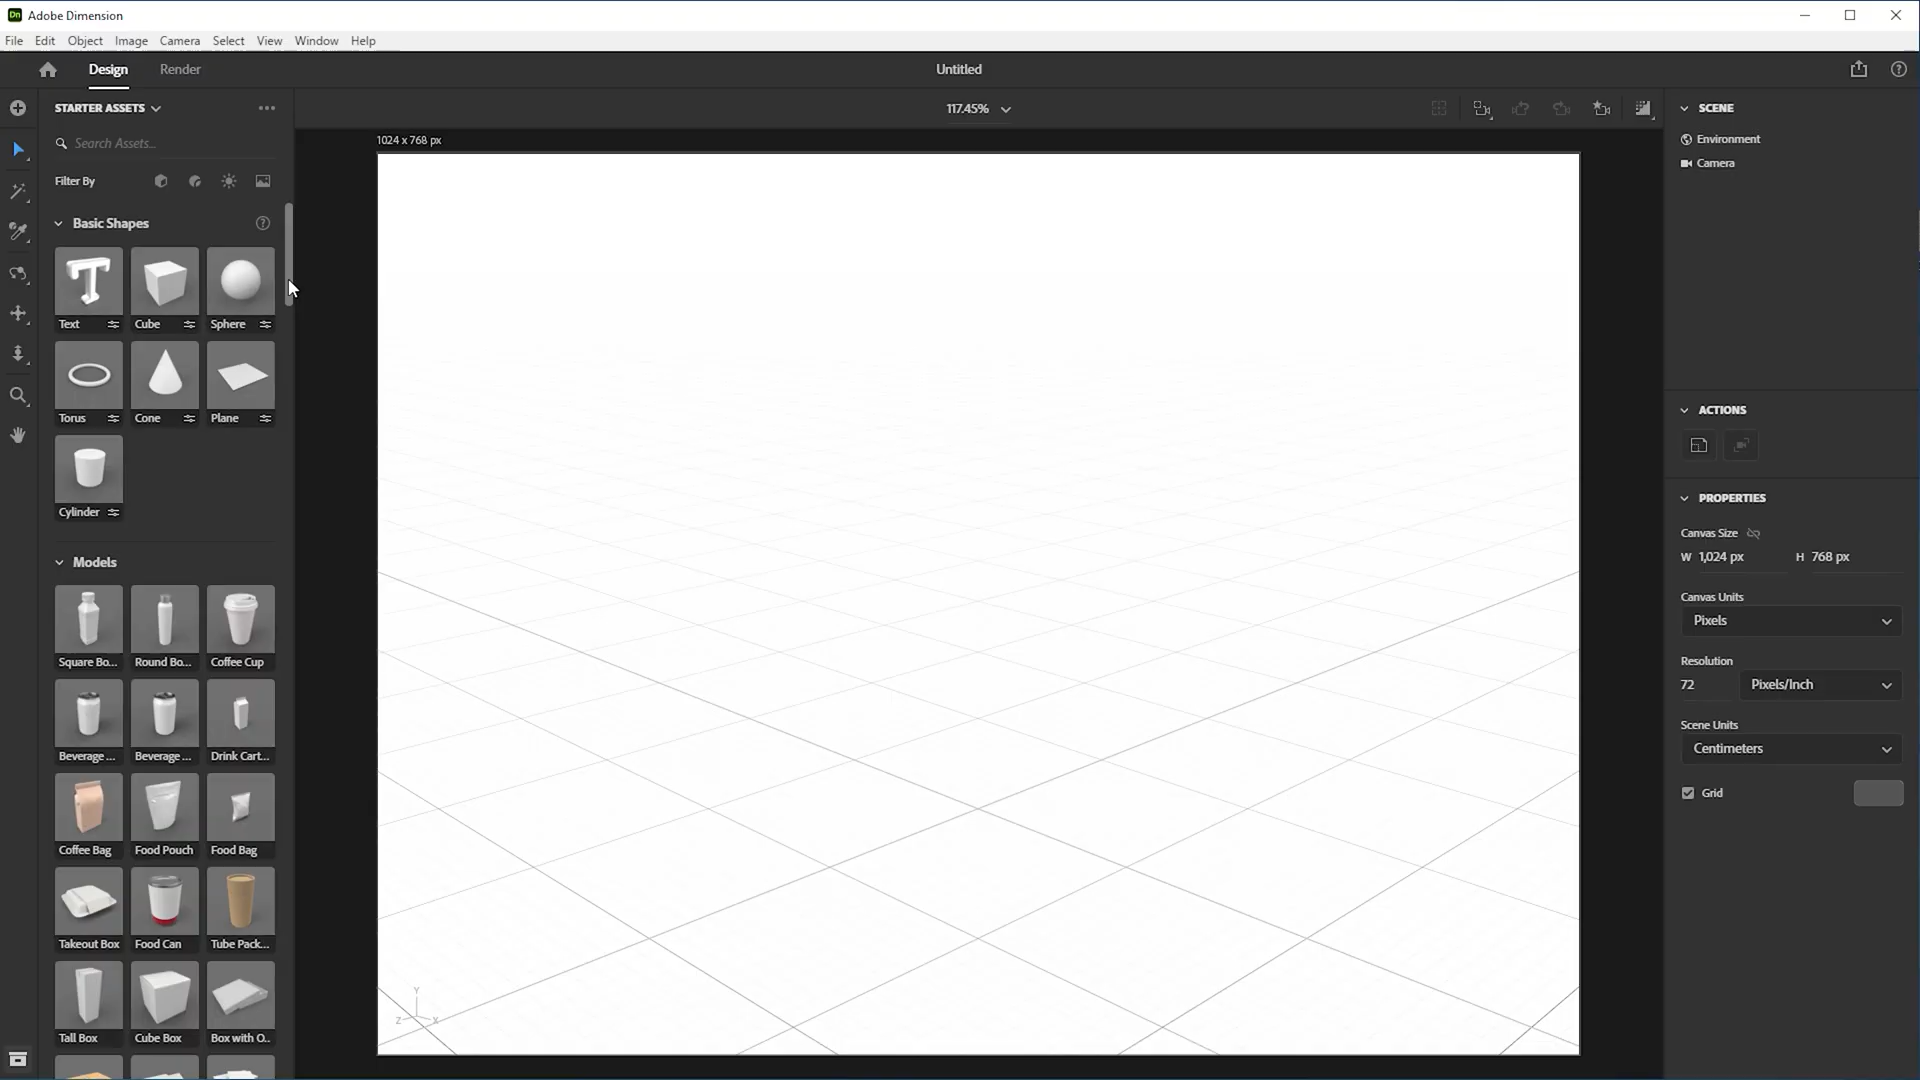 Dn Adobe Dimension
File Edit Object Image Camera Select View Window Help
Design Render Untitled
STARTER ASSETS
117.45%
Search Assets...
1024 x 768 px
Filter By
Basic Shapes
Text Cube Sphere
Torus Cone Plane
Cylinder
Models
Square Bo... Round Bo... Coffee Cup
Beverage ... Beverage ... Drink Cart...
Coffee Bag Food Pouch Food Bag
Takeout Box Food Can Tube Pack...
Tall Box Cube Box Box with O...
Y
Z X
SCENE
Environment
Camera
ACTIONS
PROPERTIES
Canvas Size
W 1,024 px H 768 px
Canvas Units
Pixels
Resolution
72 Pixels/Inch
Scene Units
Centimeters
Grid